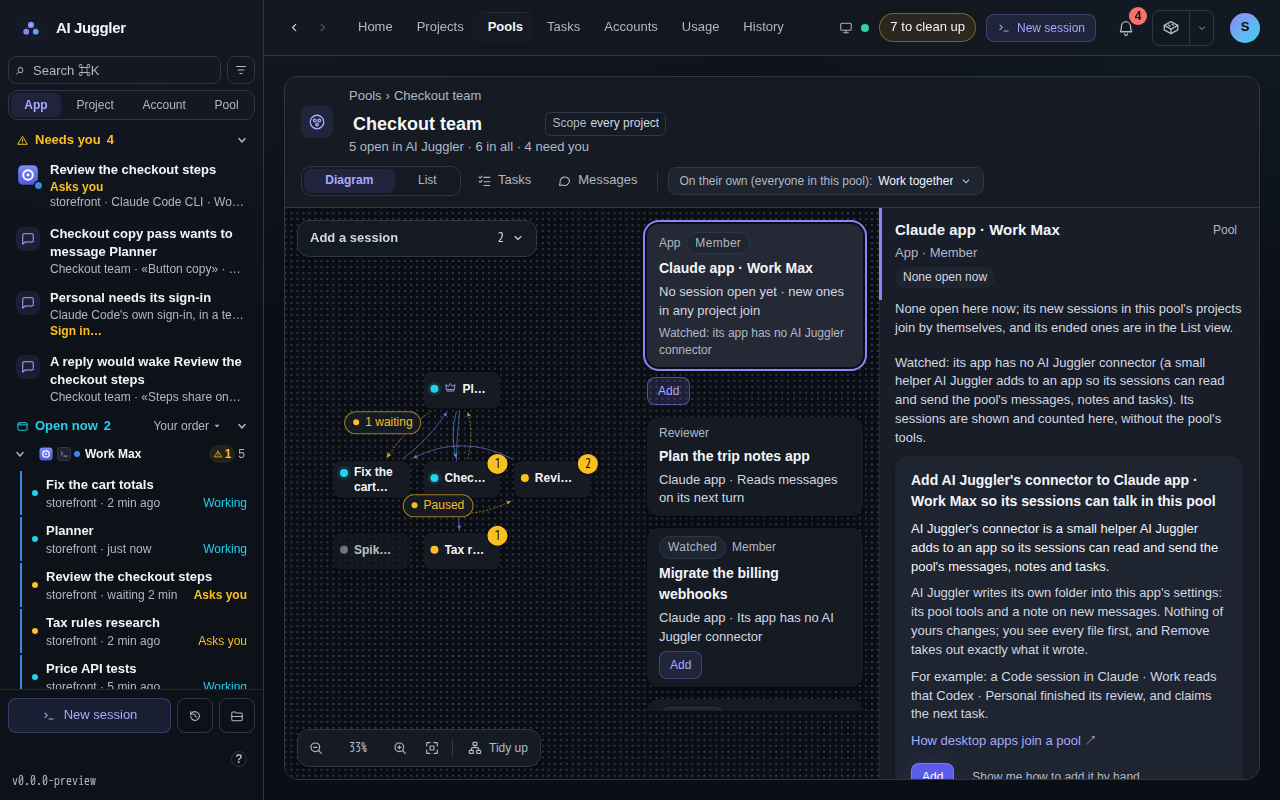 AI Juggler
Search ⌘K
App
Project
Account
Pool
Needs you 4
Review the checkout steps
Asks you
storefront · Claude Code CLI · Wo…
Checkout copy pass wants to
message Planner
Checkout team · «Button copy» · …
Personal needs its sign-in
Claude Code's own sign-in, in a te…
Sign in…
A reply would wake Review the
checkout steps
Checkout team · «Steps share on…
Open now 2
Your order
Work Max
1
5
Fix the cart totals
storefront · 2 min ago
Working
Planner
storefront · just now
Working
Review the checkout steps
storefront · waiting 2 min
Asks you
Tax rules research
storefront · 2 min ago
Asks you
Price API tests
storefront · 5 min ago
Working
New session
?
v0.0.0-preview
Home
Projects
Pools
Tasks
Accounts
Usage
History
7 to clean up
New session
4
S
Pools › Checkout team
Checkout team
Scope every project
5 open in AI Juggler · 6 in all · 4 need you
Diagram
List
Tasks
Messages
On their own (everyone in this pool): Work together
Add a session
2
Pl…
1 waiting
Fix the
cart…
Chec…
1
Revi…
2
Paused
Spik…
Tax r…
1
33%
Tidy up
App
Member
Claude app · Work Max
No session open yet · new ones
in any project join
Watched: its app has no AI Juggler
connector
Add
Reviewer
Plan the trip notes app
Claude app · Reads messages
on its next turn
Watched
Member
Migrate the billing
webhooks
Claude app · Its app has no AI
Juggler connector
Add
Claude app · Work Max
Pool
App · Member
None open now
None open here now; its new sessions in this pool's projects
join by themselves, and its ended ones are in the List view.
Watched: its app has no AI Juggler connector (a small
helper AI Juggler adds to an app so its sessions can read
and send the pool's messages, notes and tasks). Its
sessions are shown and counted here, without the pool's
tools.
Add AI Juggler's connector to Claude app ·
Work Max so its sessions can talk in this pool
AI Juggler's connector is a small helper AI Juggler
adds to an app so its sessions can read and send the
pool's messages, notes and tasks.
AI Juggler writes its own folder into this app's settings:
its pool tools and a note on new messages. Nothing of
yours changes; you see every file first, and Remove
takes out exactly what it wrote.
For example: a Code session in Claude · Work reads
that Codex · Personal finished its review, and claims
the next task.
How desktop apps join a pool ↗
Add
Show me how to add it by hand